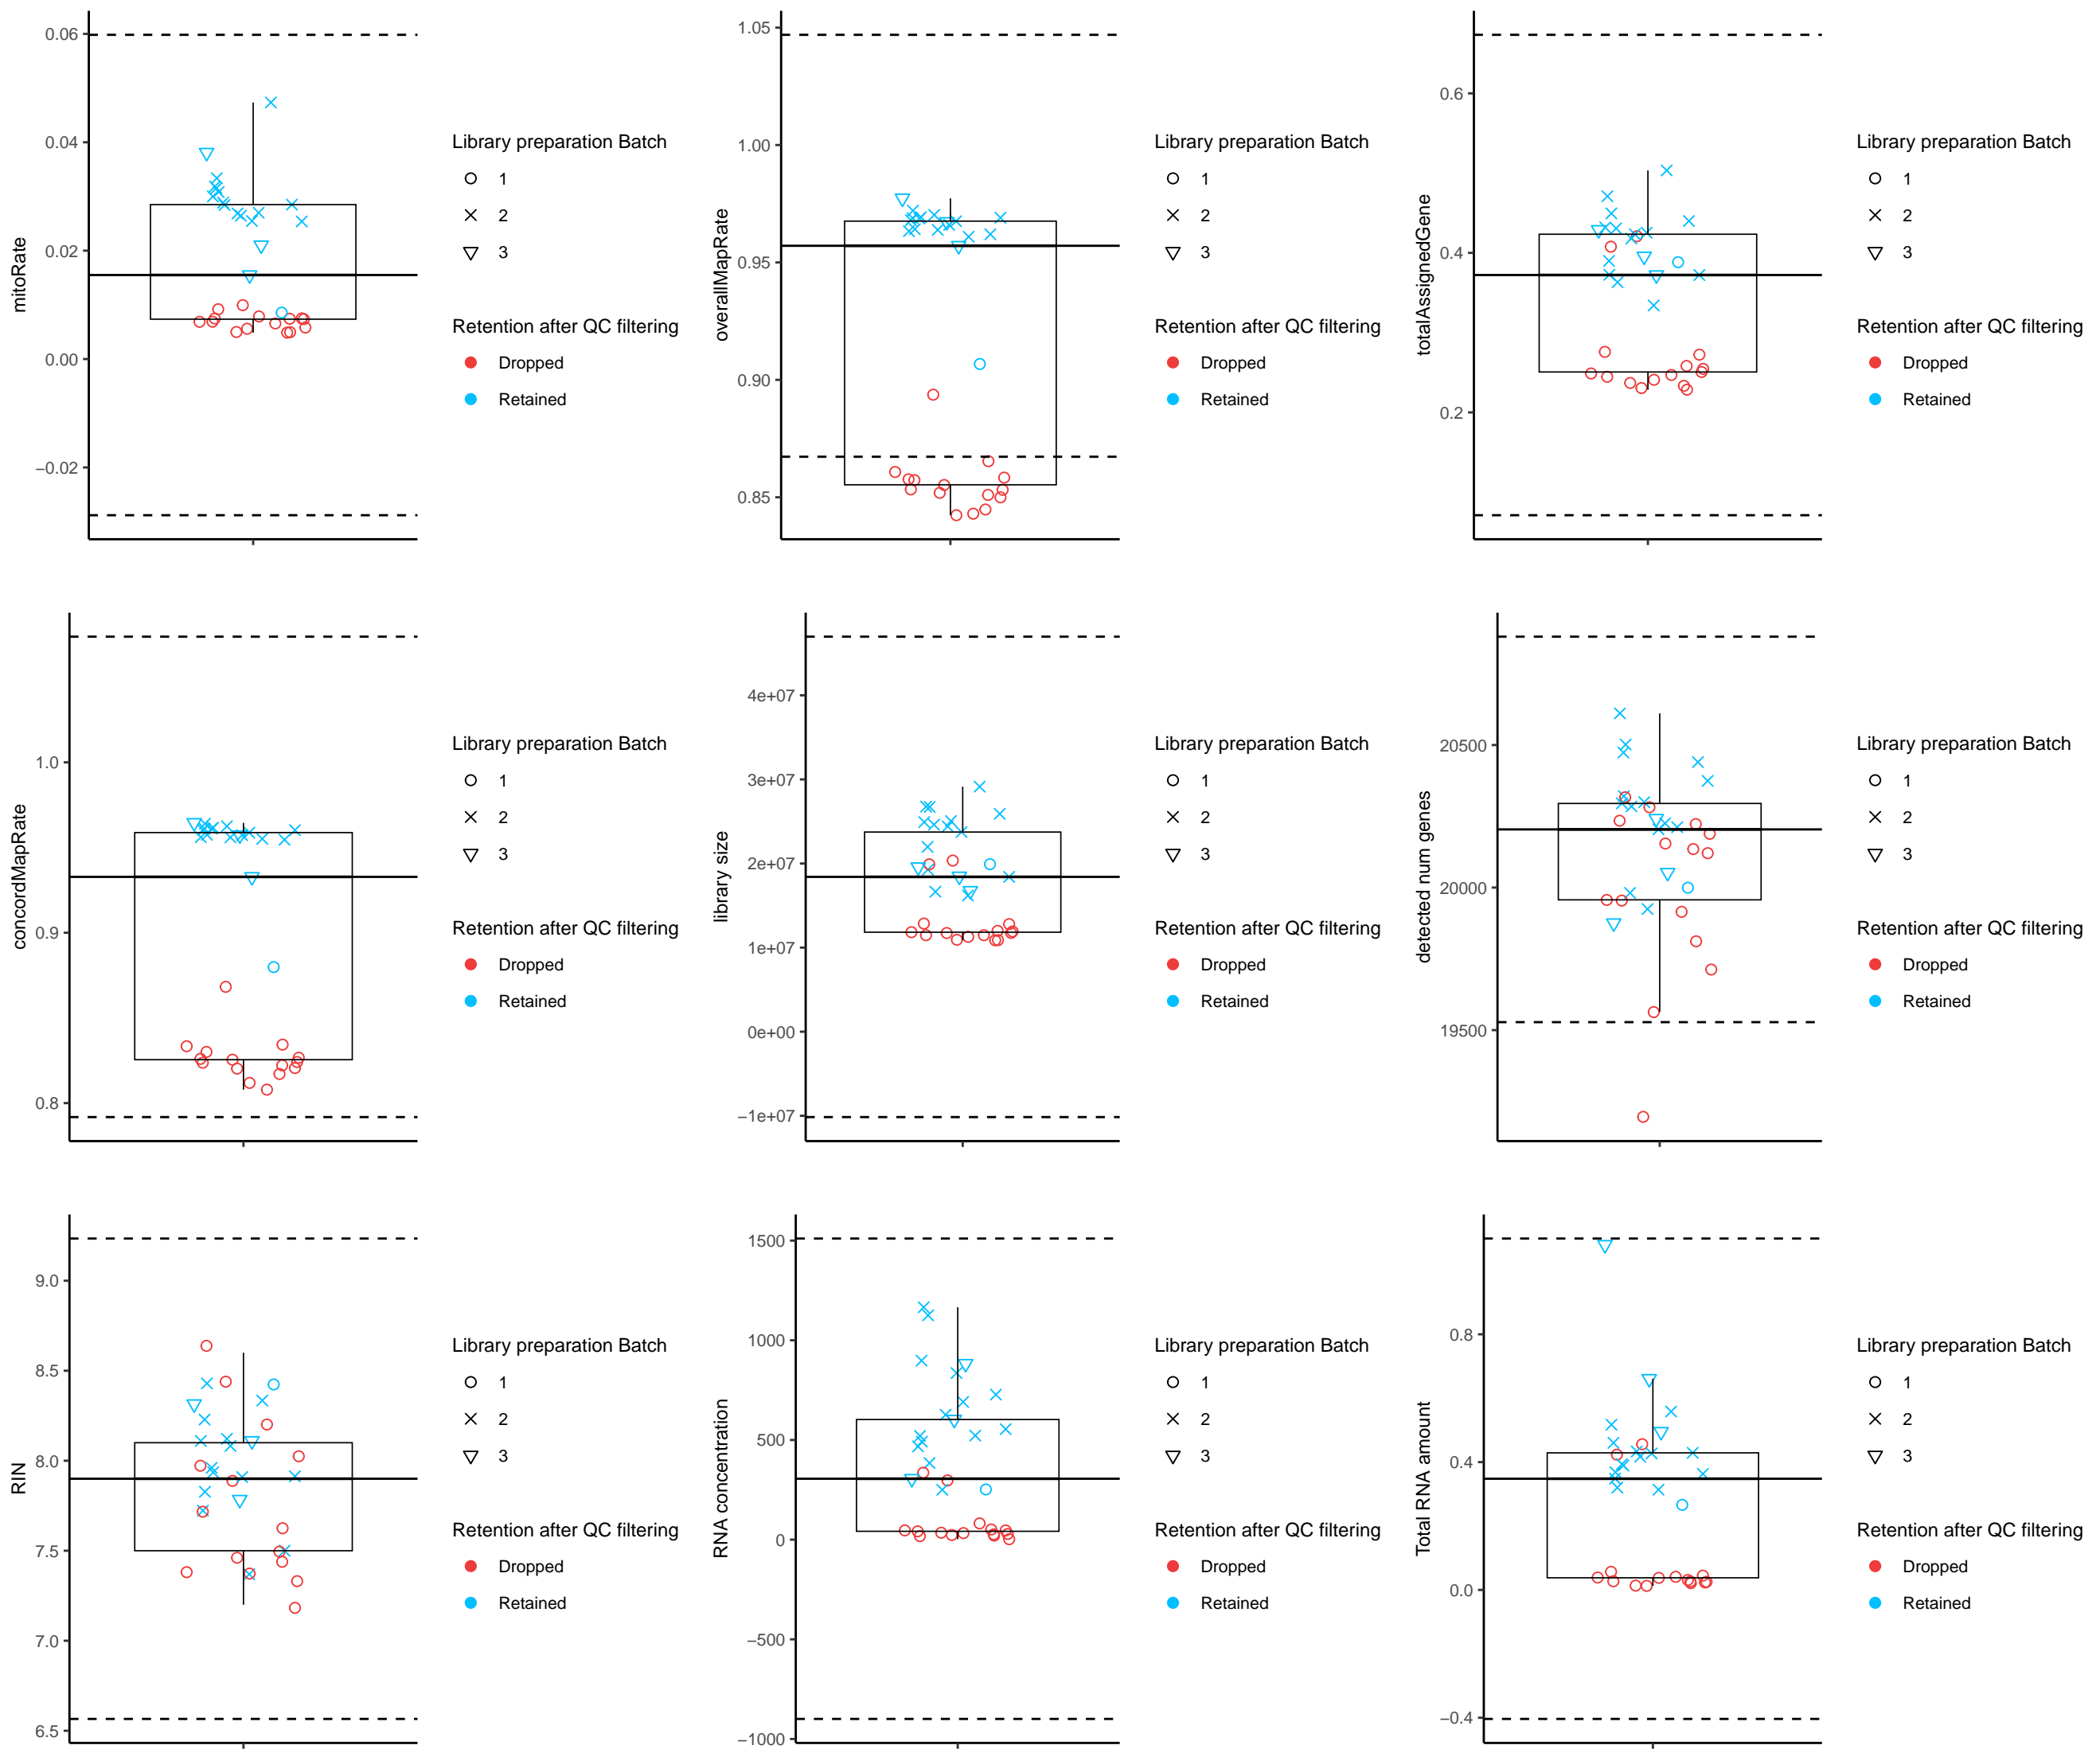 mitoRate
0.06
0.04
0.02
0.00
−0.02
Library preparation Batch
1
2
3
Retention after QC filtering
Dropped
Retained
overallMapRate
1.05
1.00
0.95
0.90
0.85
Library preparation Batch
1
2
3
Retention after QC filtering
Dropped
Retained
totalAssignedGene
0.6
0.4
0.2
Library preparation Batch
1
2
3
Retention after QC filtering
Dropped
Retained
concordMapRate
1.0
0.9
0.8
Library preparation Batch
1
2
3
Retention after QC filtering
Dropped
Retained
library size
4e+07
3e+07
2e+07
1e+07
0e+00
−1e+07
Library preparation Batch
1
2
3
Retention after QC filtering
Dropped
Retained
detected num genes
20500
20000
19500
Library preparation Batch
1
2
3
Retention after QC filtering
Dropped
Retained
RIN
9.0
8.5
8.0
7.5
7.0
6.5
Library preparation Batch
1
2
3
Retention after QC filtering
Dropped
Retained
RNA concentration
1500
1000
500
0
−500
−1000
Library preparation Batch
1
2
3
Retention after QC filtering
Dropped
Retained
Total RNA amount
0.8
0.4
0.0
−0.4
Library preparation Batch
1
2
3
Retention after QC filtering
Dropped
Retained